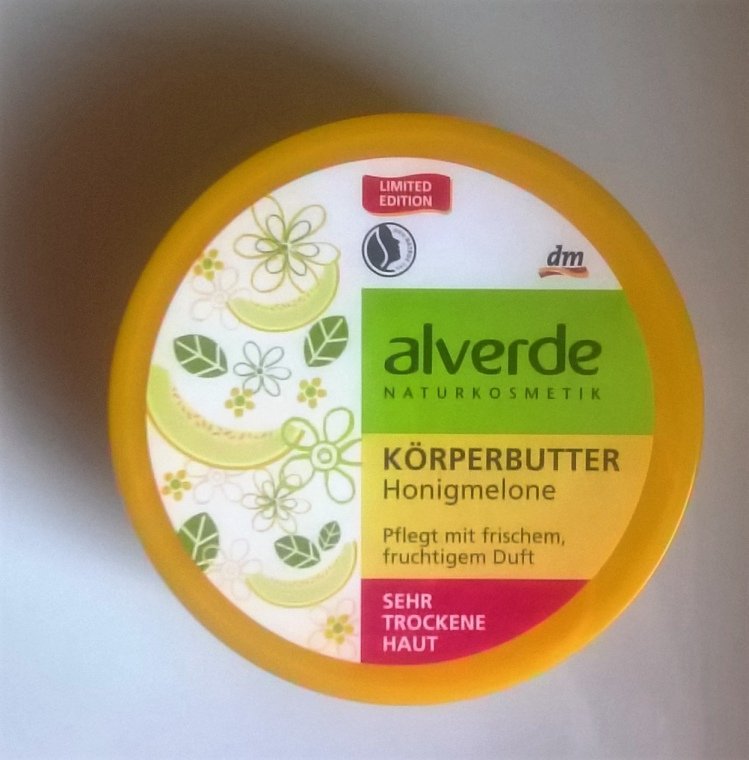 LIMITED
EDITION
dm
alverde
NATURKOSMETIK
KÖRPERBUTTER
Honigmelone
Pflegt mit frischem,
fruchtigem Duft
SEHR
TROCKENE
HAUT